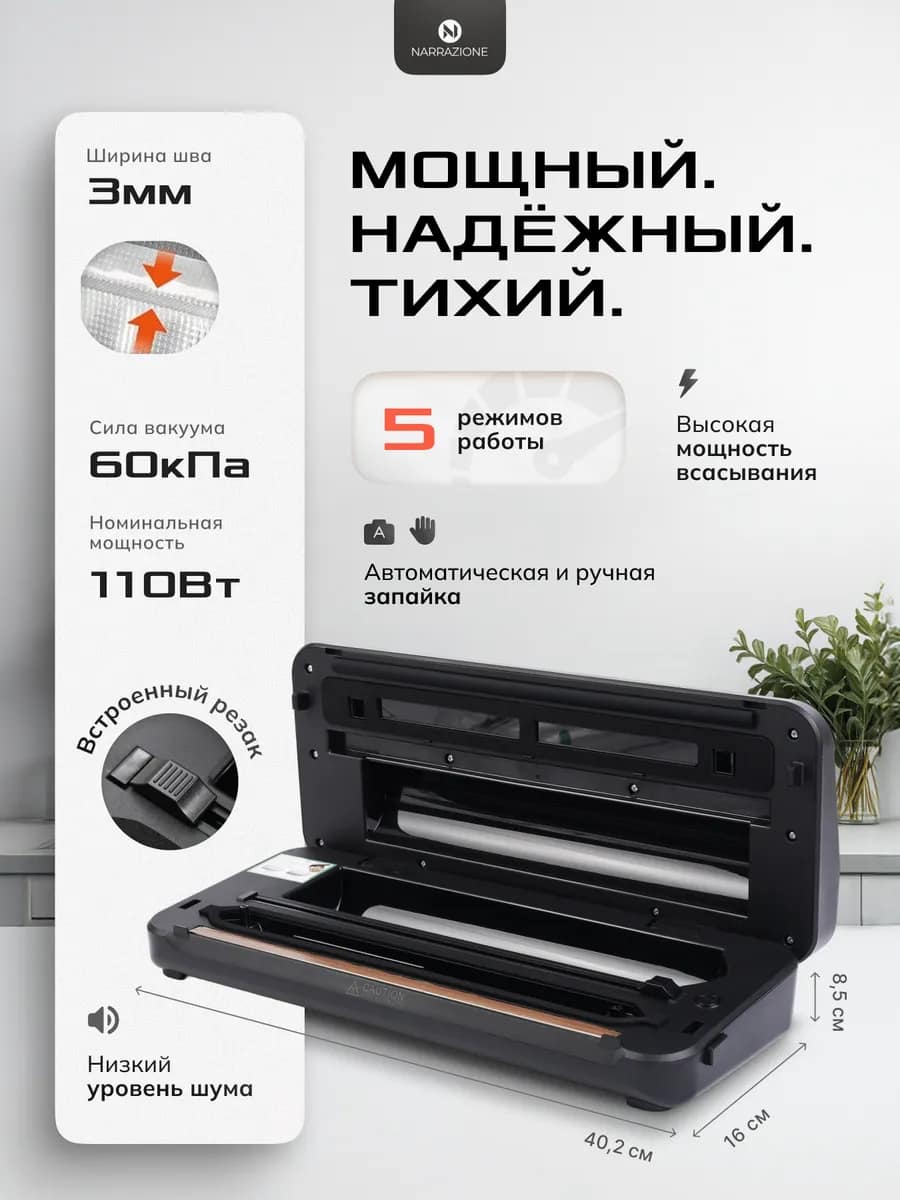 NARRAZIONE
Ширина шва
3мм
МОЩНЫЙ.
НАДЁЖНЫЙ.
ТИХИЙ.
5
режимов
работы
Высокая
мощность
всасывания
Сила вакуума
60кПа
Номинальная
мощность
110Вт
A
Автоматическая и ручная
запайка
Встроенный резак
CAUTION
Низкий
уровень шума
8,5 см
16 см
40,2 см